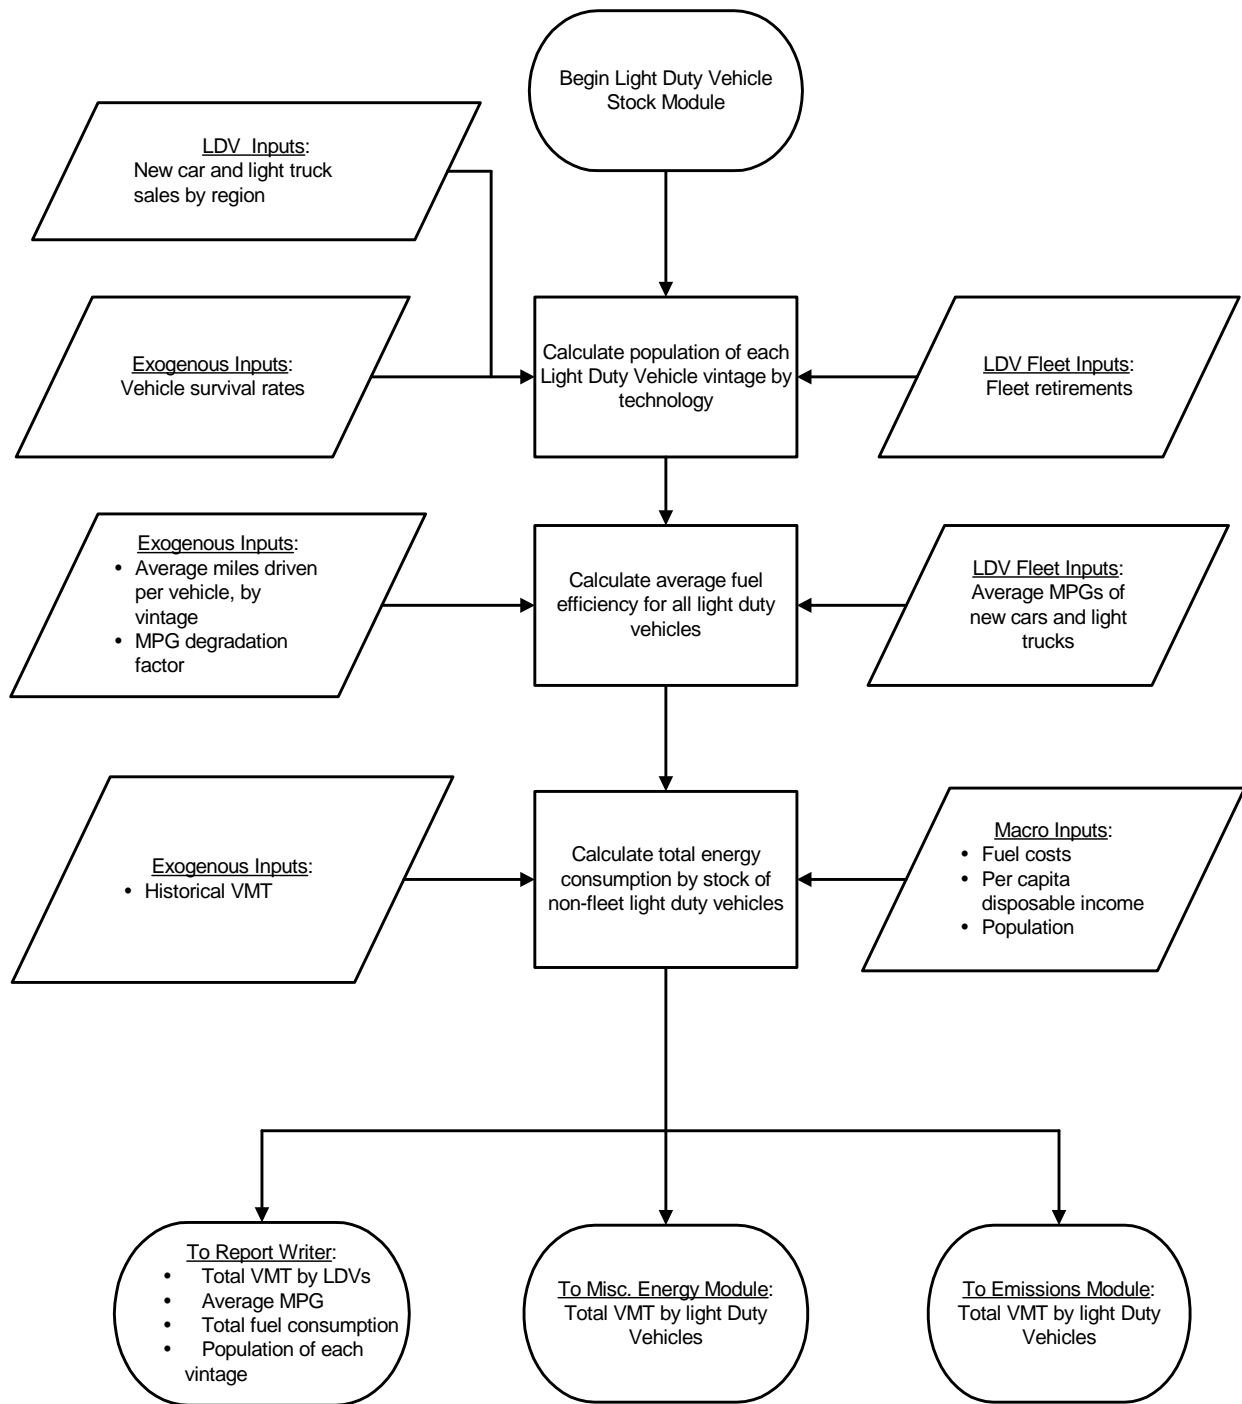 Begin Light Duty Vehicle
Stock Module
LDV  Inputs:
New car and light truck
sales by region
Exogenous Inputs:
Vehicle survival rates
Calculate population of each
Light Duty Vehicle vintage by
technology
LDV Fleet Inputs:
Fleet retirements
Exogenous Inputs:
• Average miles driven
per vehicle, by
vintage
• MPG degradation
factor
Calculate average fuel
efficiency for all light duty
vehicles
LDV Fleet Inputs:
Average MPGs of
new cars and light
trucks
Exogenous Inputs:
• Historical VMT
Calculate total energy
consumption by stock of
non-fleet light duty vehicles
Macro Inputs:
• Fuel costs
• Per capita
disposable income
• Population
To Report Writer:
• Total VMT by LDVs
• Average MPG
• Total fuel consumption
• Population of each
vintage
To Misc. Energy Module:
Total VMT by light Duty
Vehicles
To Emissions Module:
Total VMT by light Duty
Vehicles